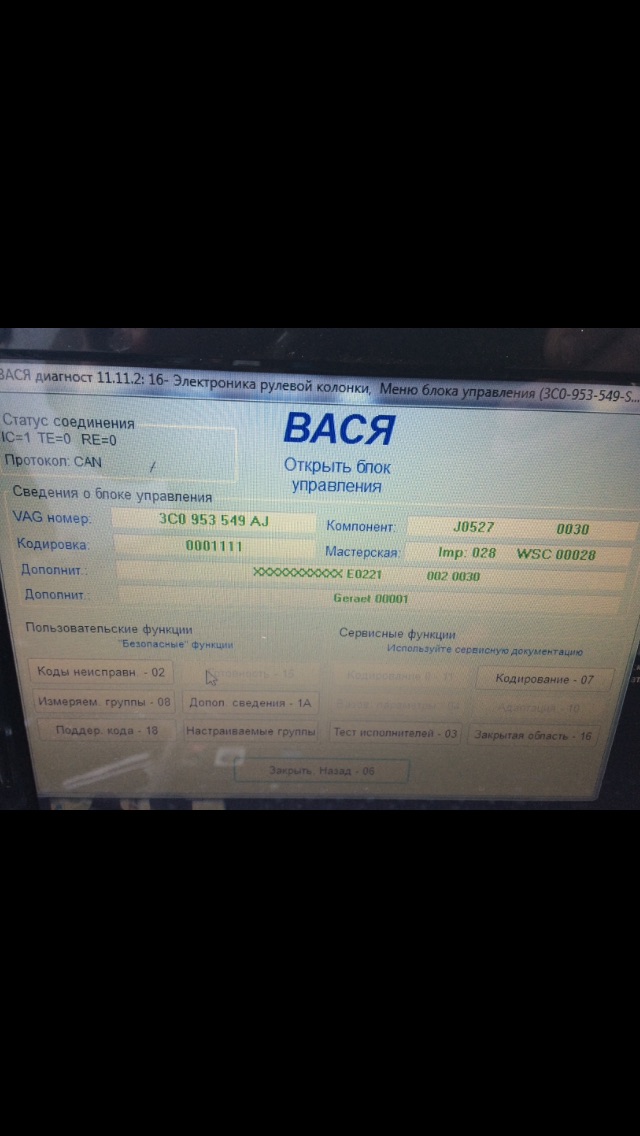 ВАСЯ диагност 11.11.2: 16- Электроника рулевой колонки, Меню блока управления (3C0-953-549-S...
Статус соединения
IC=1 TE=0 RE=0
Протокол: CAN
ВАСЯ
Открыть блок
управления
Сведения о блоке управления
VAG номер: 3C0 953 549 AJ Компонент: J0527 0030
Кодировка: 0001111 Мастерская: Imp: 028 WSC 00028
Дополнит.: XXXXXXXXXXX E0221 002 0030
Дополнит.: Geraet 00001
Пользовательские функции
"Безопасные" функции
Сервисные функции
Используйте сервисную документацию
Коды неисправн. - 02 Кодирование - 07
Измеряем. группы - 08 Допол. сведения - 1A Адаптация - 10
Поддер. кода - 18 Настраиваемые группы Тест исполнителей - 03 Закрытая область - 16
Закрыть. Назад - 06